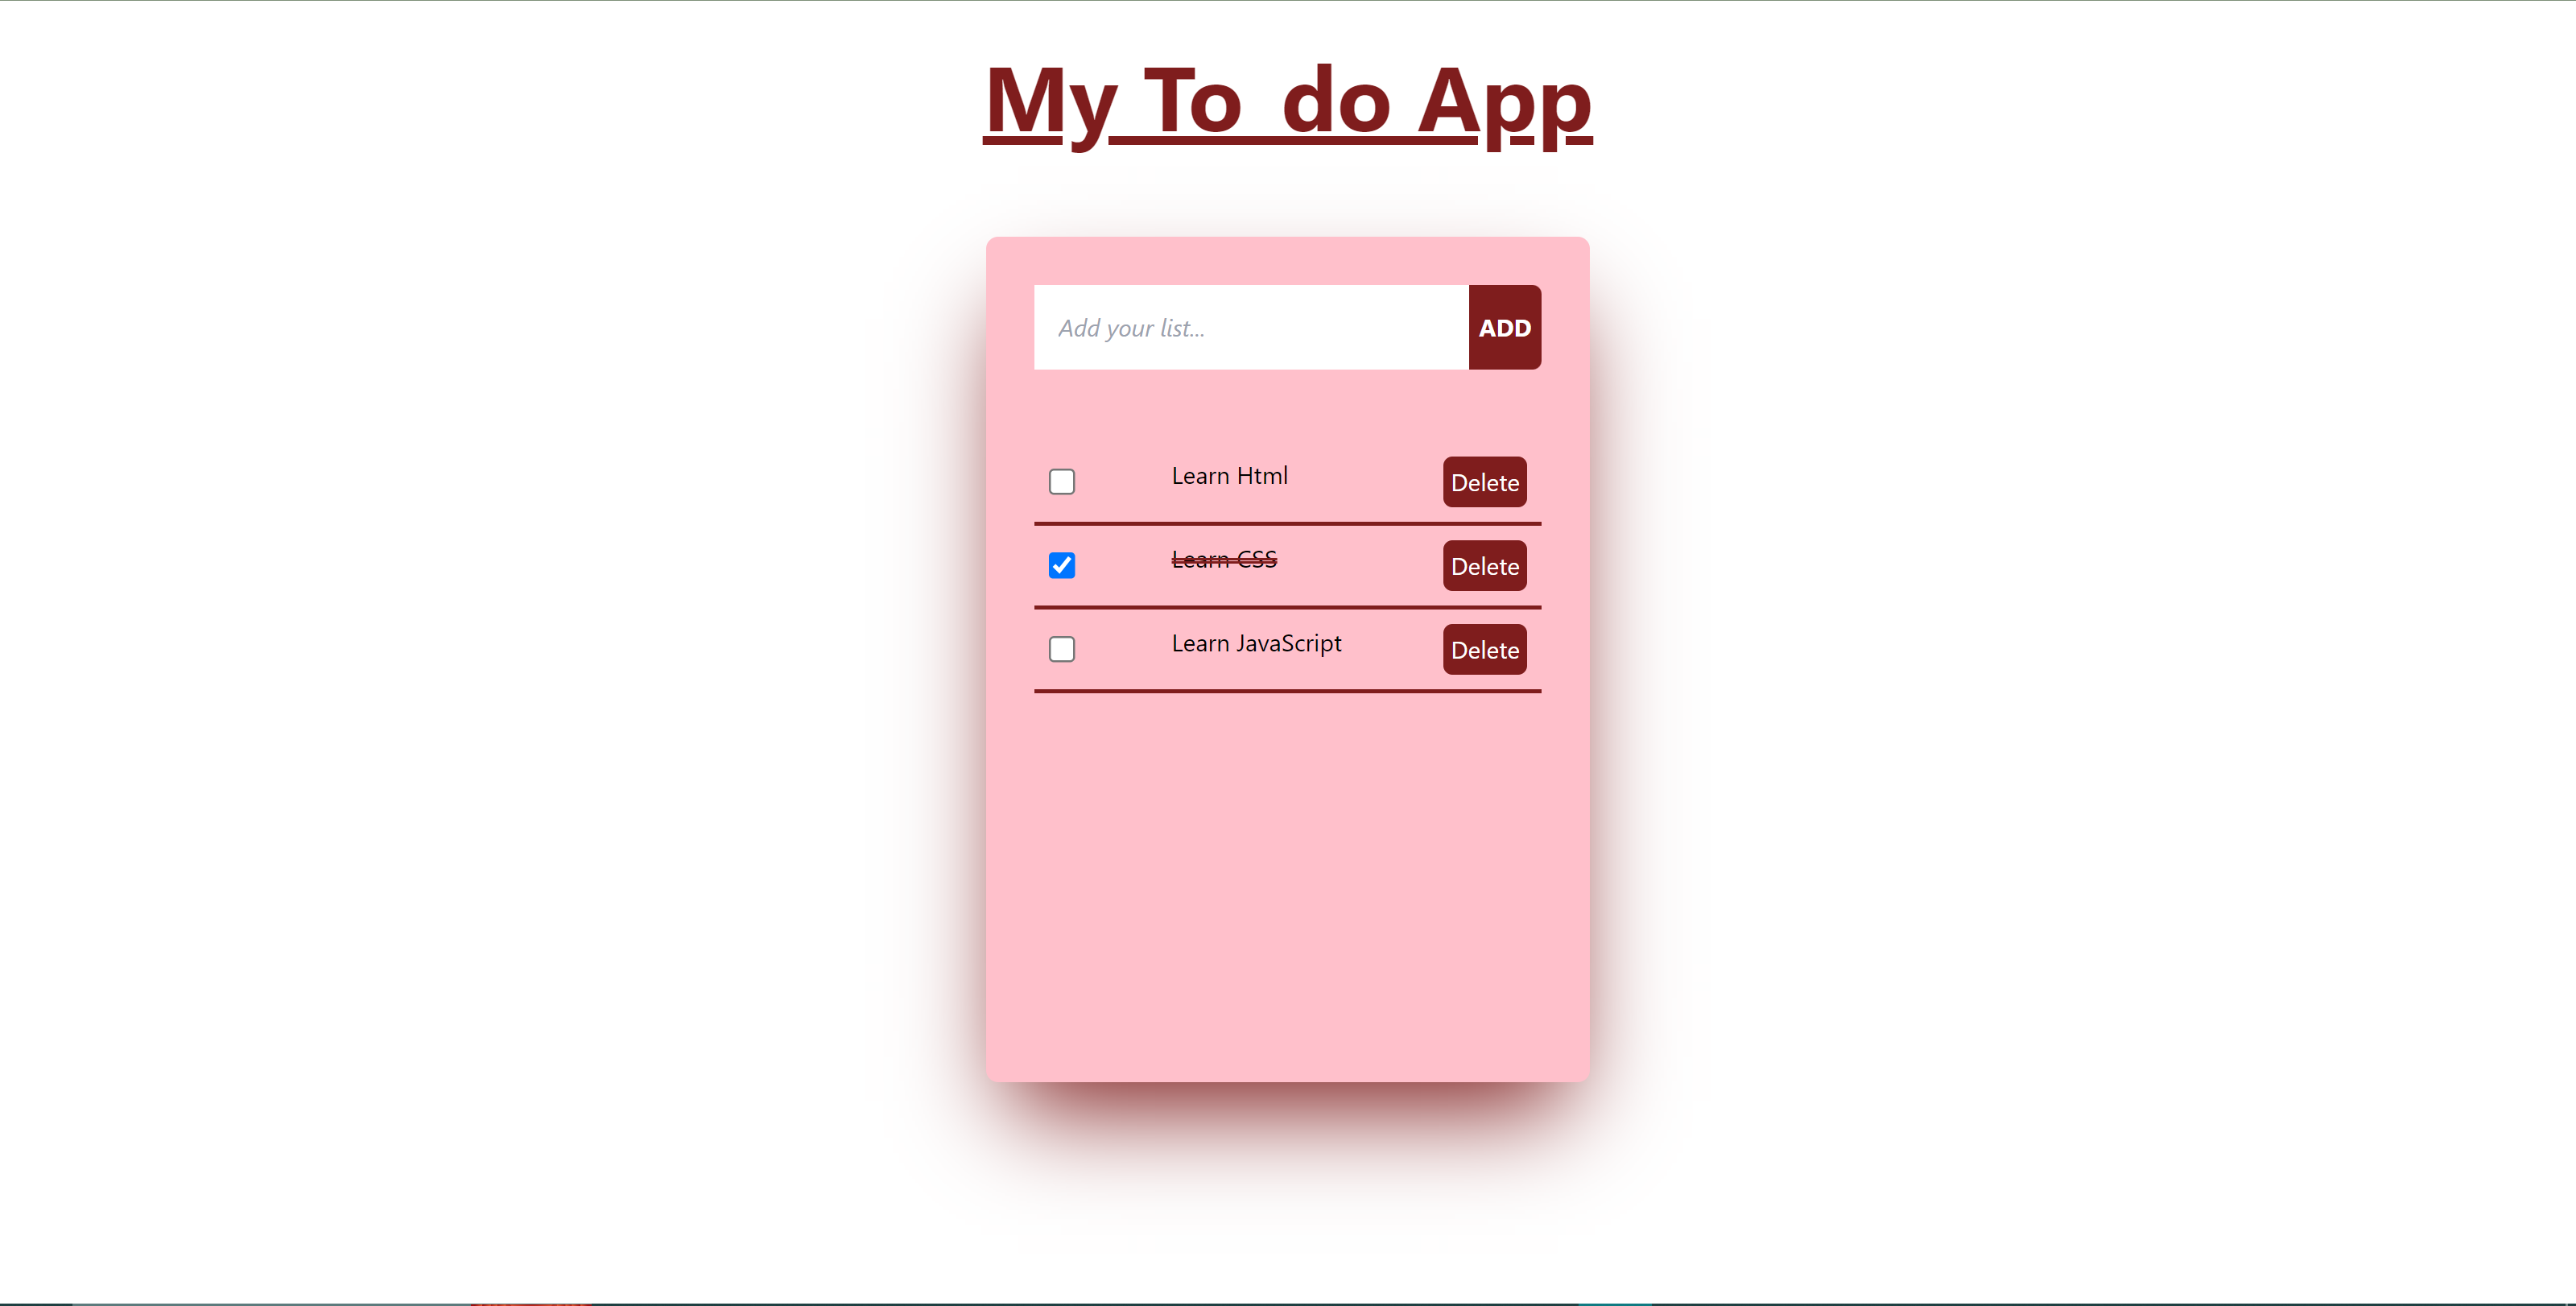 My To do App
Add your list...
ADD
Learn Html
Delete
Learn CSS
Delete
Learn JavaScript
Delete